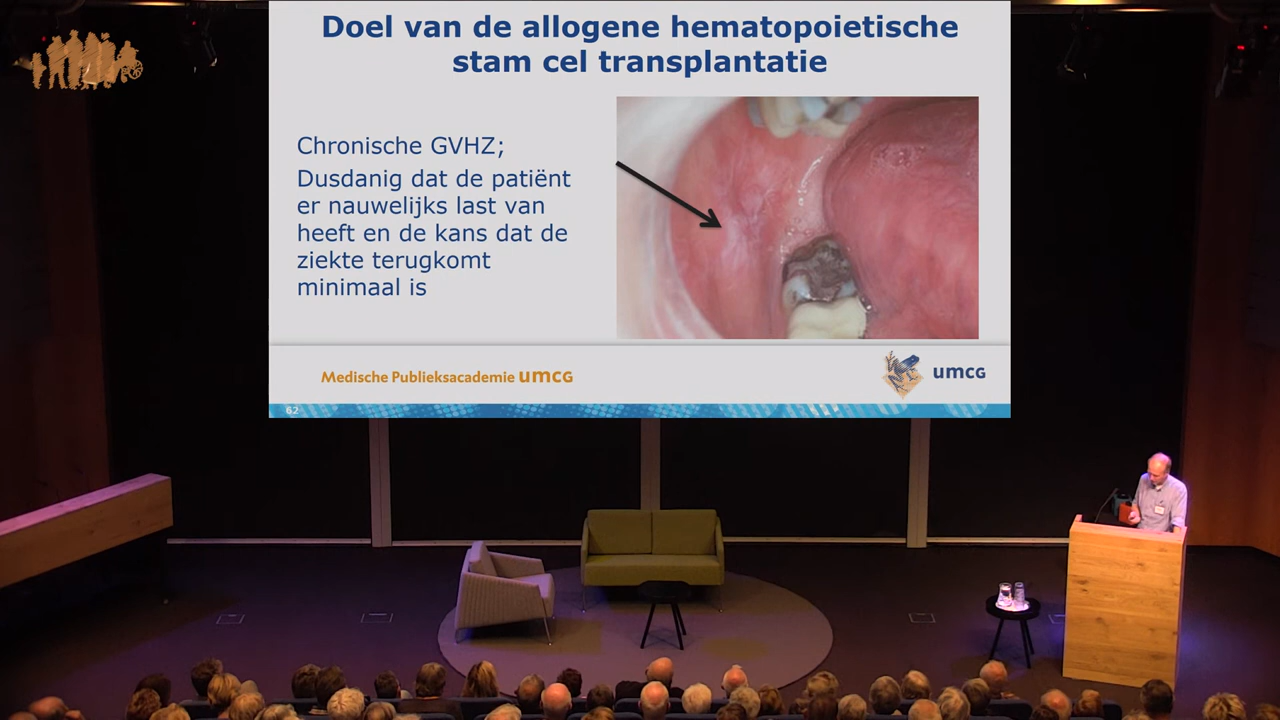 Doel van de allogene hematopoietische
stam cel transplantatie
Chronische GVHZ;
Dusdanig dat de patiënt
er nauwelijks last van
heeft en de kans dat de
ziekte terugkomt
minimaal is
Medische Publieksacademie umcg
umcg
62